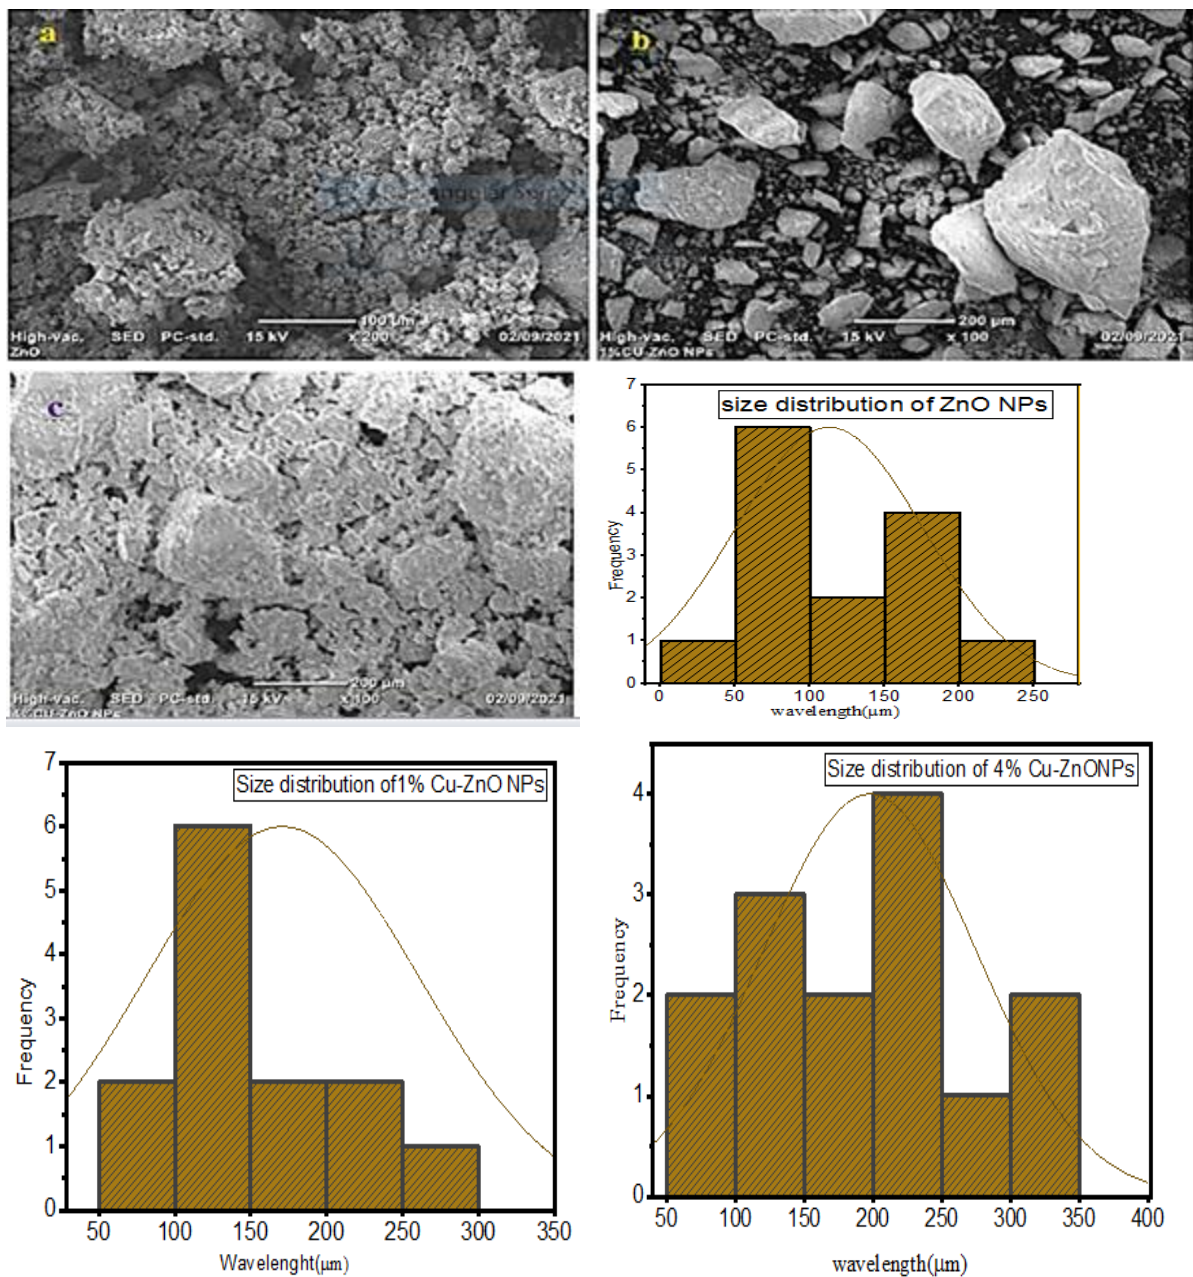 a
High-vac. SED PC-std. 15 kV x 200 100 µm 02/09/2021
ZnO
b
High-vac. SED PC-std. 15 kV x 100 200 µm 02/09/2021
1%CU-ZnO NPs
c
High-vac. SED PC-std. 15 kV x 100 200 µm 02/09/2021
CU-ZnO NPs
size distribution of ZnO NPs
Frequency
7
6
5
4
3
2
1
0
0 50 100 150 200 250
wavelength(µm)
Size distribution of1% Cu-ZnO NPs
Frequency
7
6
5
4
3
2
1
0
50 100 150 200 250 300 350
Wavelenght(µm)
Size distribution of 4% Cu-ZnONPs
Frequency
4
3
2
1
0
50 100 150 200 250 300 350 400
wavelength(µm)